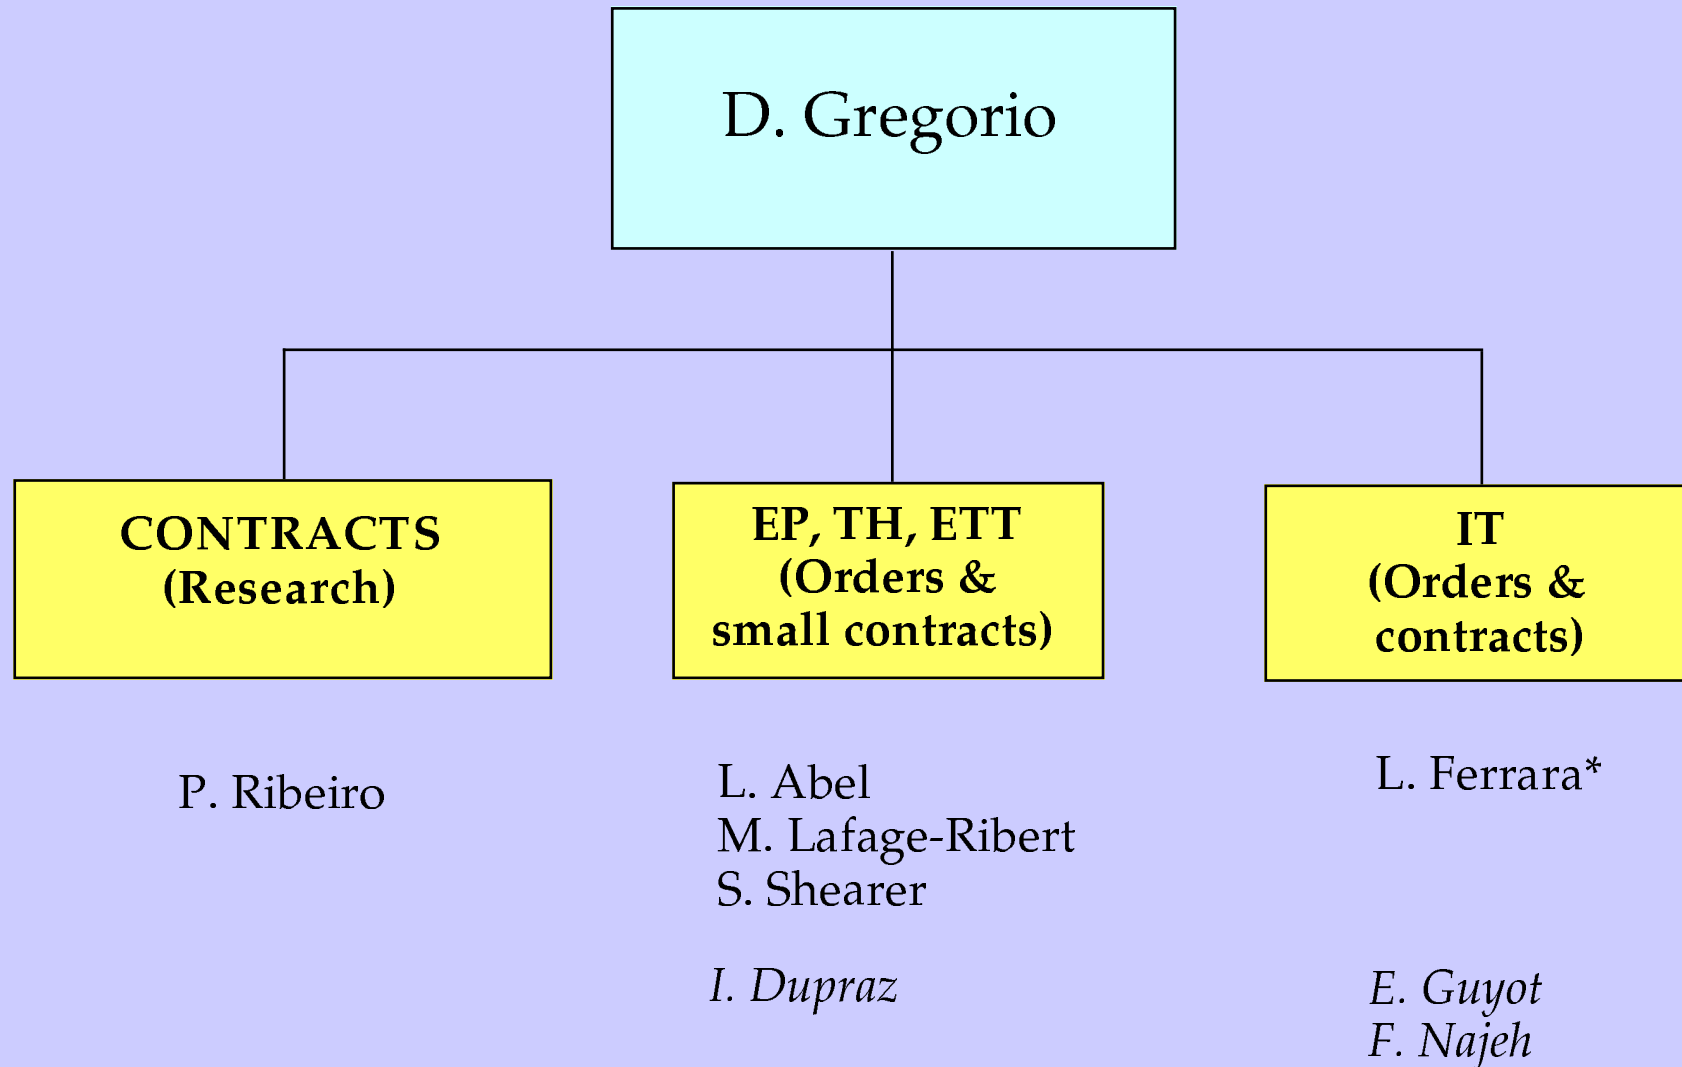 D. Gregorio
CONTRACTS
(Research)
EP, TH, ETT
(Orders &
small contracts)
IT
(Orders &
contracts)
P. Ribeiro
L. Abel
M. Lafage-Ribert
S. Shearer
I. Dupraz
L. Ferrara*
E. Guyot
F. Najeh